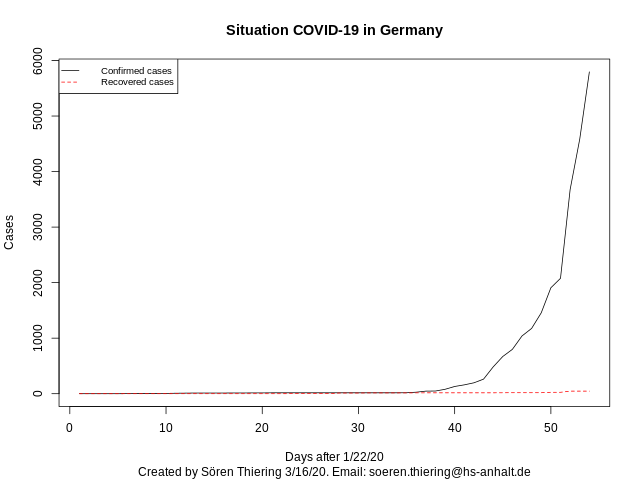 Situation COVID-19 in Germany
Confirmed cases
Recovered cases
6000
5000
4000
3000
2000
1000
0
Cases
0 10 20 30 40 50
Days after 1/22/20
Created by Sören Thiering 3/16/20. Email: soeren.thiering@hs-anhalt.de